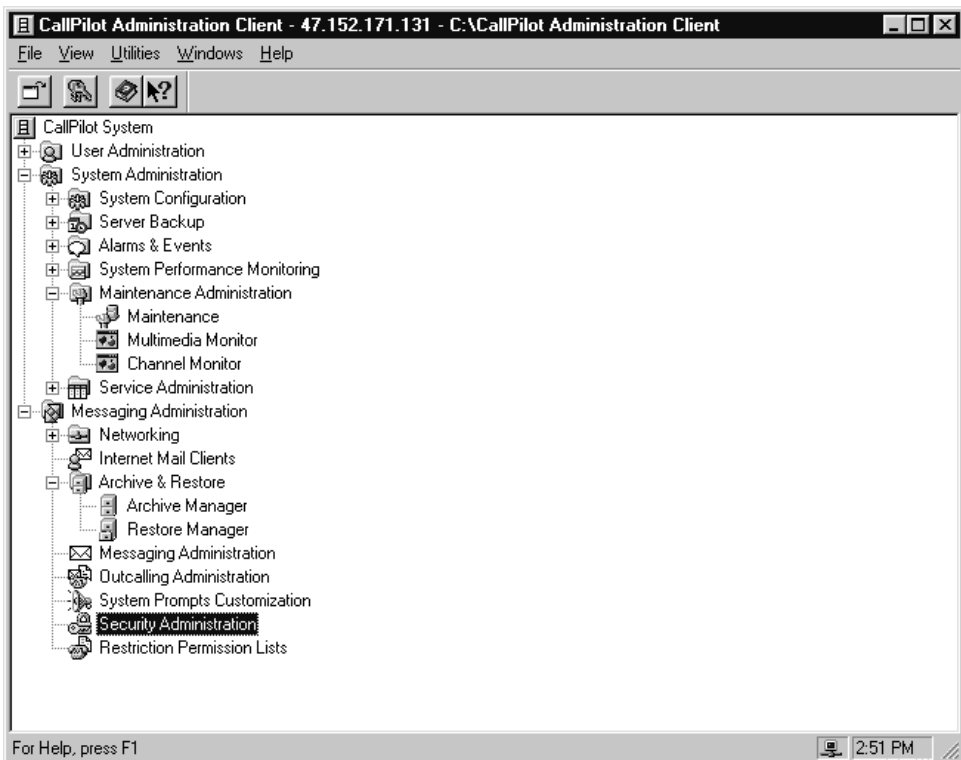 CallPilot Administration Client - 47.152.171.131 - C:\CallPilot Administration Client
File View Utilities Windows Help
CallPilot System
User Administration
System Administration
System Configuration
Server Backup
Alarms & Events
System Performance Monitoring
Maintenance Administration
Maintenance
Multimedia Monitor
Channel Monitor
Service Administration
Messaging Administration
Networking
Internet Mail Clients
Archive & Restore
Archive Manager
Restore Manager
Messaging Administration
Outcalling Administration
System Prompts Customization
Security Administration
Restriction Permission Lists
For Help, press F1 2:51 PM